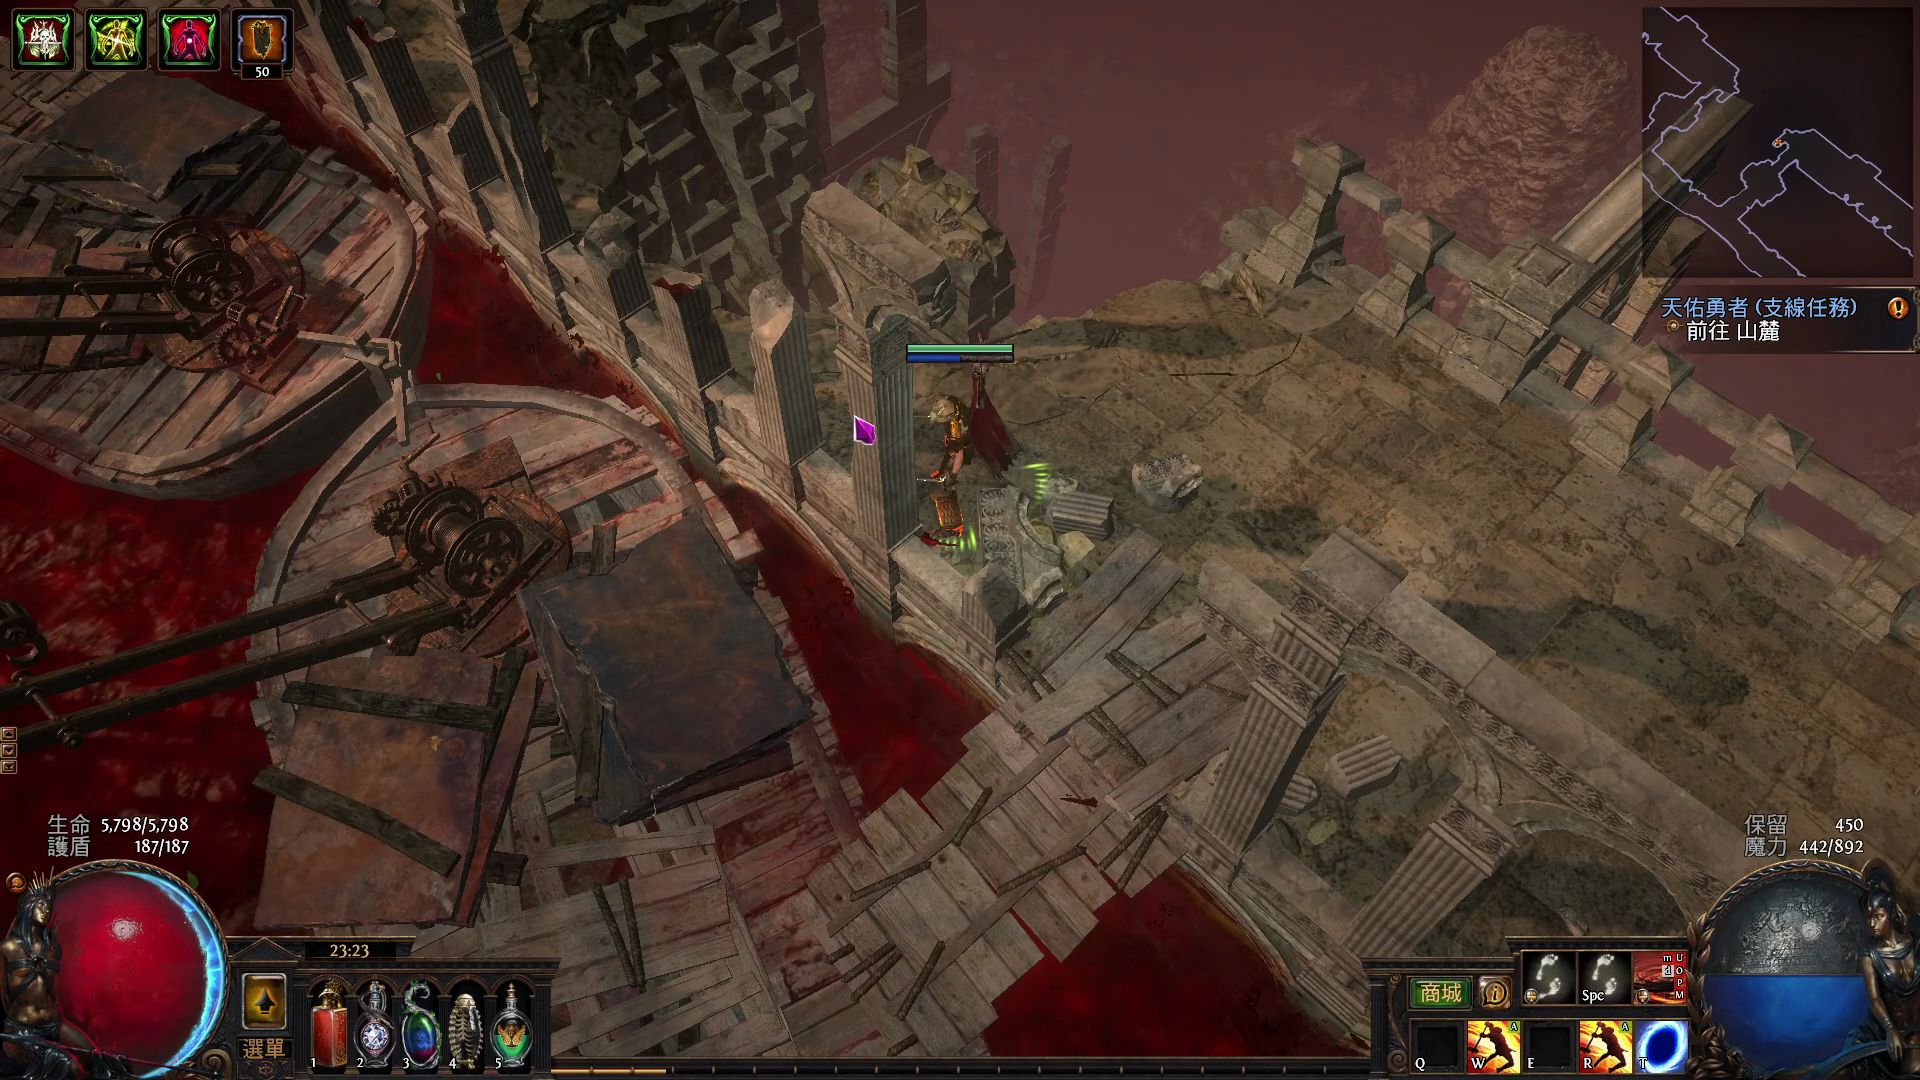 50
天佑勇者 (支線任務)
前往 山麓
生命 5,798/5,798
護盾 187/187
保留 450
魔力 442/892
23:23
選單
1
2
3
4
5
商城
Spc
m U
d O
P
M
Q
W A
E
R A
T